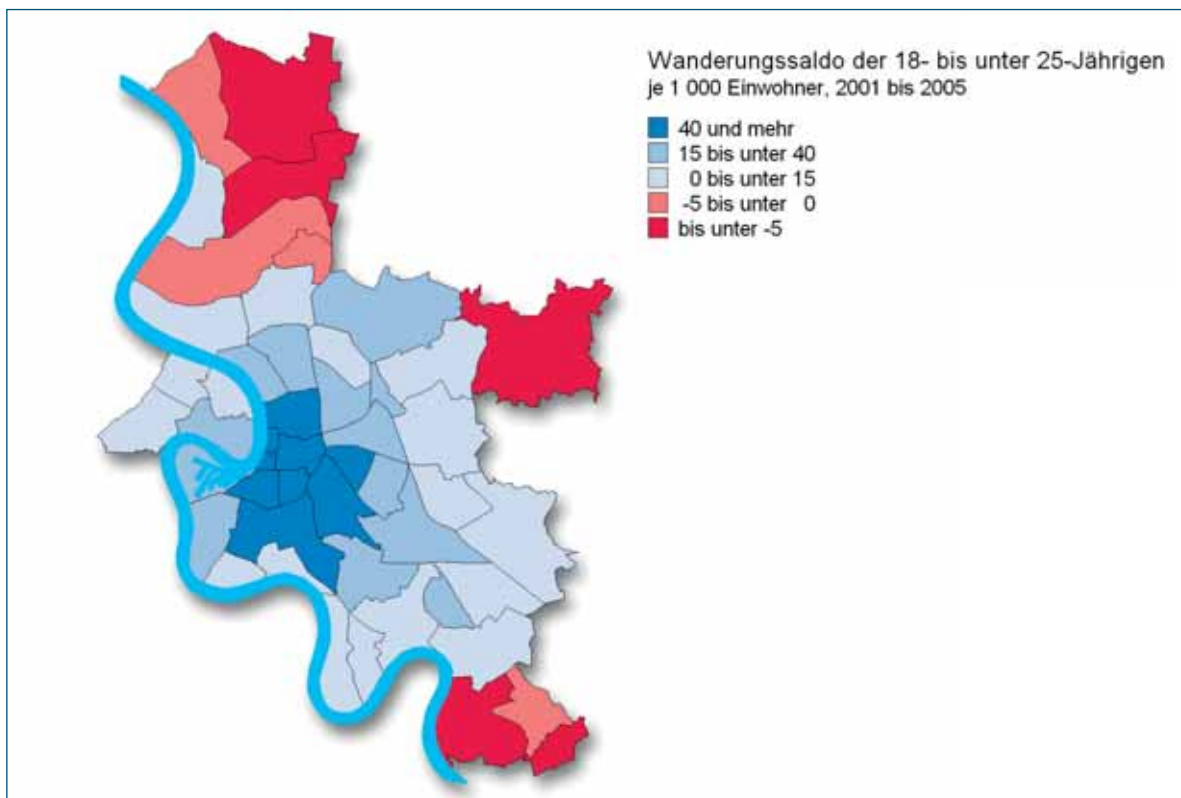 Wanderungssaldo der 18- bis unter 25-Jährigen
je 1 000 Einwohner, 2001 bis 2005
40 und mehr
15 bis unter 40
0 bis unter 15
-5 bis unter 0
bis unter -5